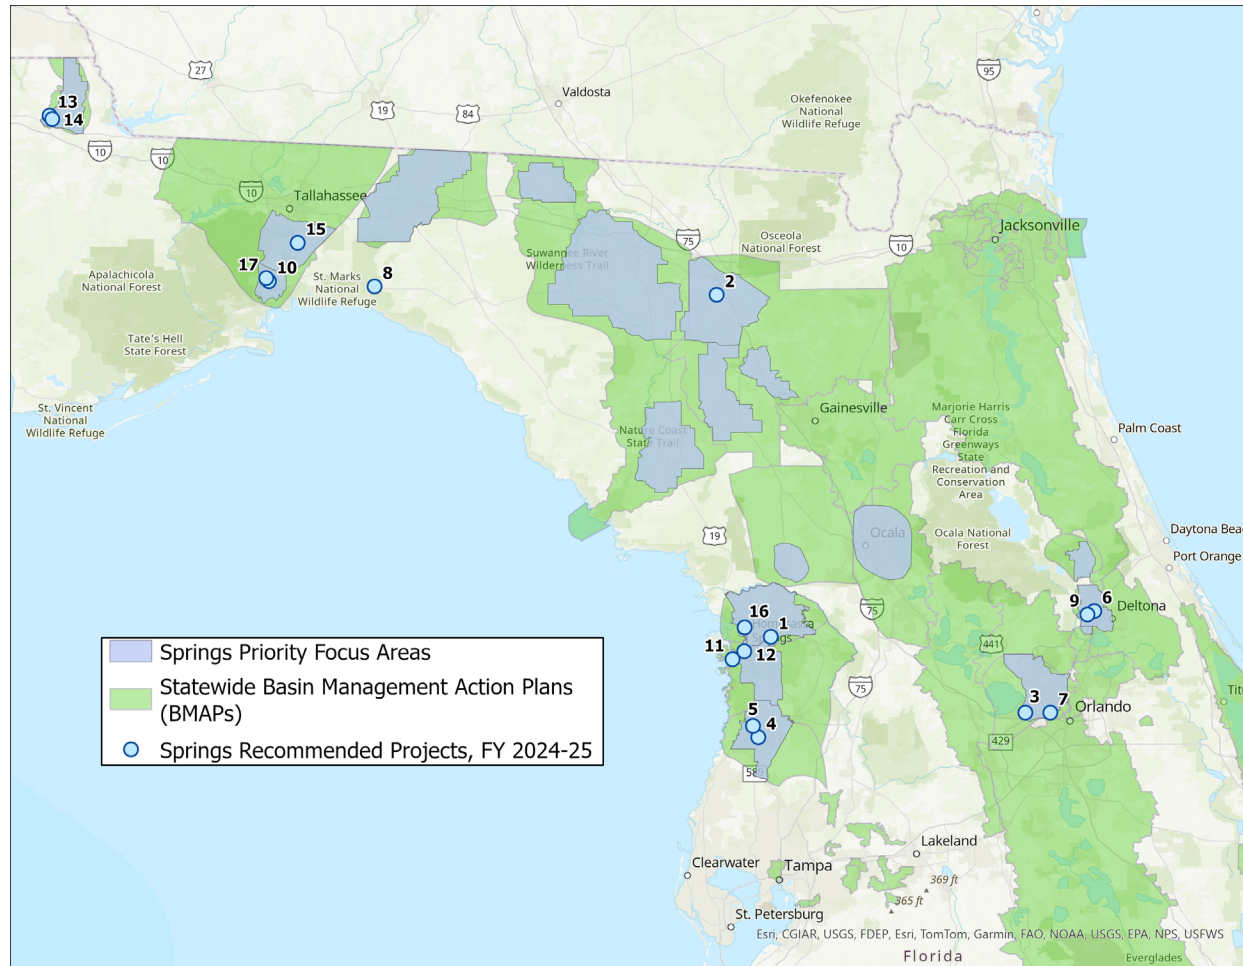 95
27
Valdosta
Okefenokee
National
Wildlife Refuge
13
19
84
14
10
10
10
Tallahassee
15
75
Osceola
National Forest
10
Jacksonville
Suwannee River
Wilderness Trail
Apalachicola
National Forest
17
10
St. Marks
National
Wildlife Refuge
8
2
Tate's Hell
State Forest
St. Vincent
National
Wildlife Refuge
Gainesville
Marjorie Harris
Carr Cross
Florida
Greenways
State
Recreation and
Conservation
Area
Palm Coast
Nature Coast
State Trail
19
Ocala
Ocala National
Forest
Daytona Bea
Port Orange
9
6
Deltona
75
16
1
Homosassa
Springs
11
12
441
75
Springs Priority Focus Areas
Statewide Basin Management Action Plans
(BMAPs)
Springs Recommended Projects, FY 2024-25
3
7
Orlando
Tit
5
4
429
589
Lakeland
Clearwater
Tampa
369 ft
365 ft
St. Petersburg
Esri, CGIAR, USGS, FDEP, Esri, TomTom, Garmin, FAO, NOAA, USGS, EPA, NPS, USFWS
Florida
Everglades